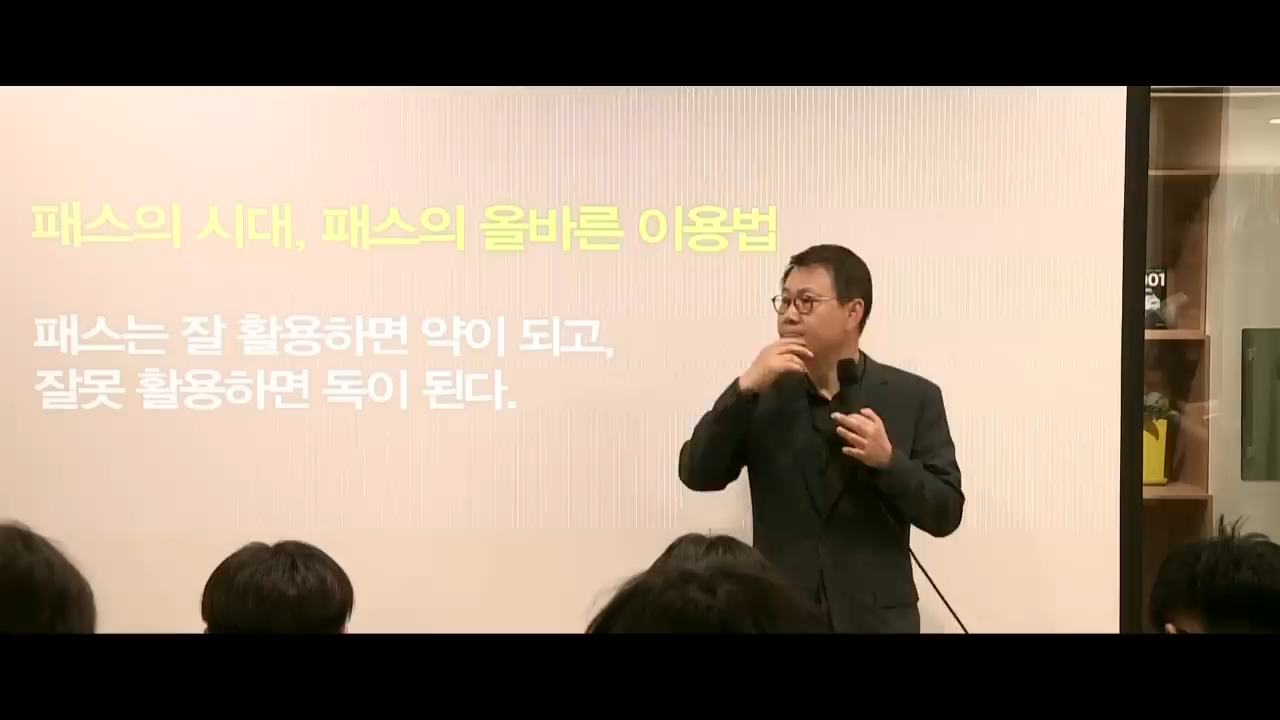 패스의 시대, 패스의 올바른 이용법
패스는 잘 활용하면 약이 되고,
잘못 활용하면 독이 된다.